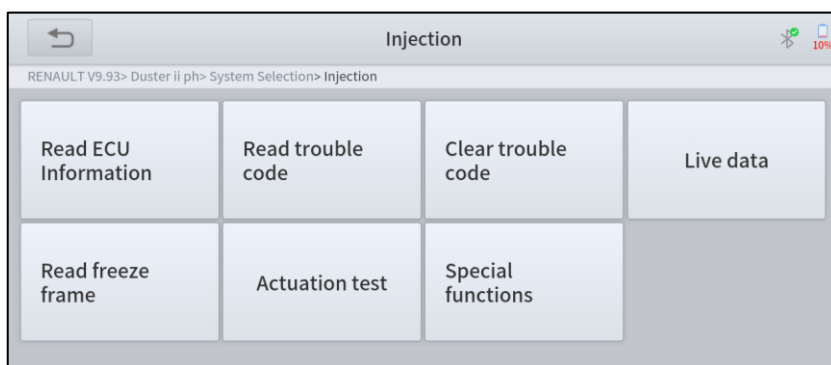 Injection
10%
RENAULT V9.93> Duster ii ph> System Selection> Injection
Read ECU
Information
Read trouble
code
Clear trouble
code
Live data
Read freeze
frame
Actuation test
Special
functions